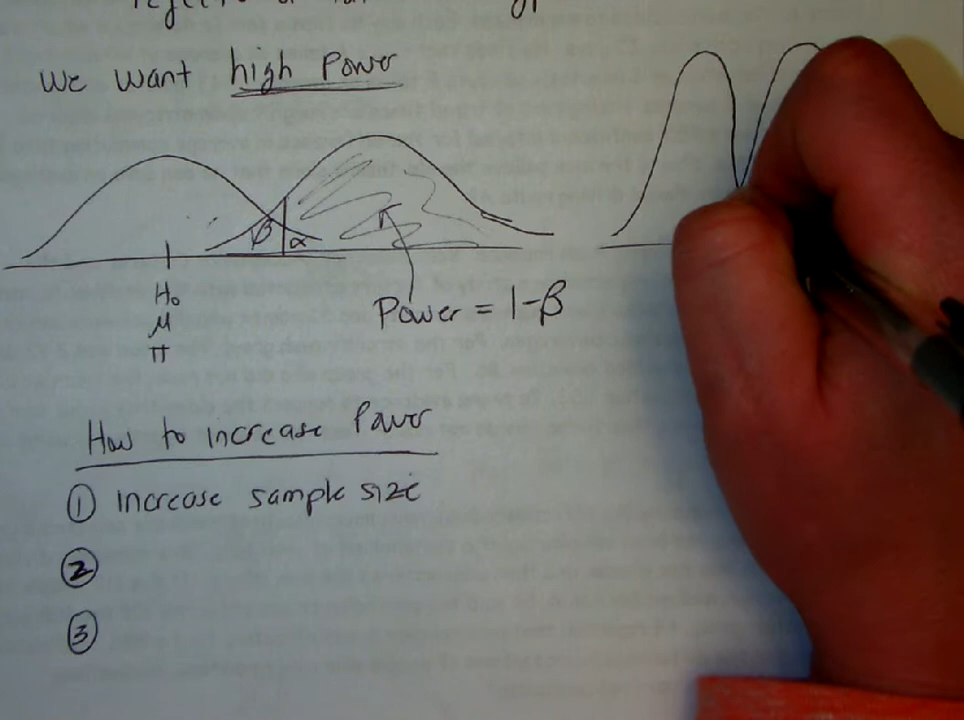 We want high Power
β α
H₀
μ
π
Power = 1-β
How to increase Power
① increase sample size
②
③